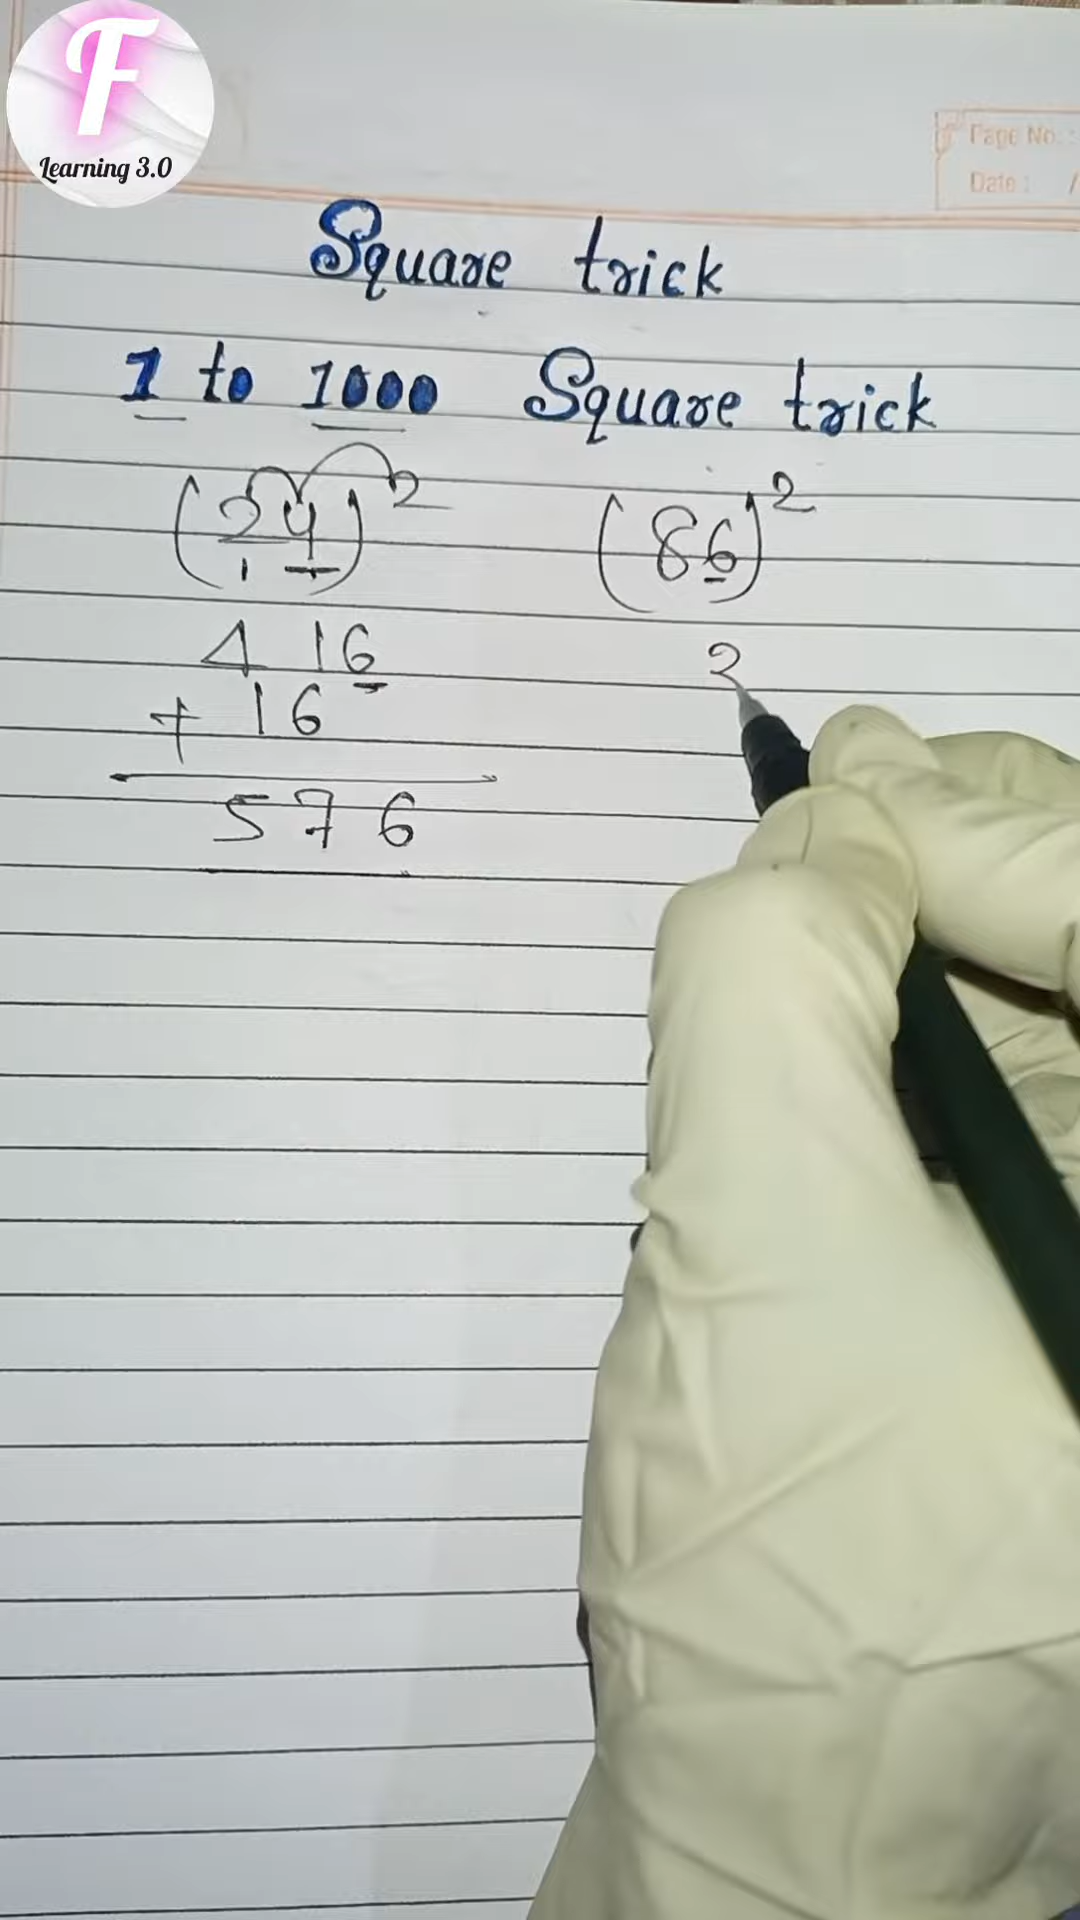 F
Learning 3.0
Page No. :
Date : /
Square trick
1 to 1000 Square trick
(24)² (86)²
4 16 3
+ 16
576